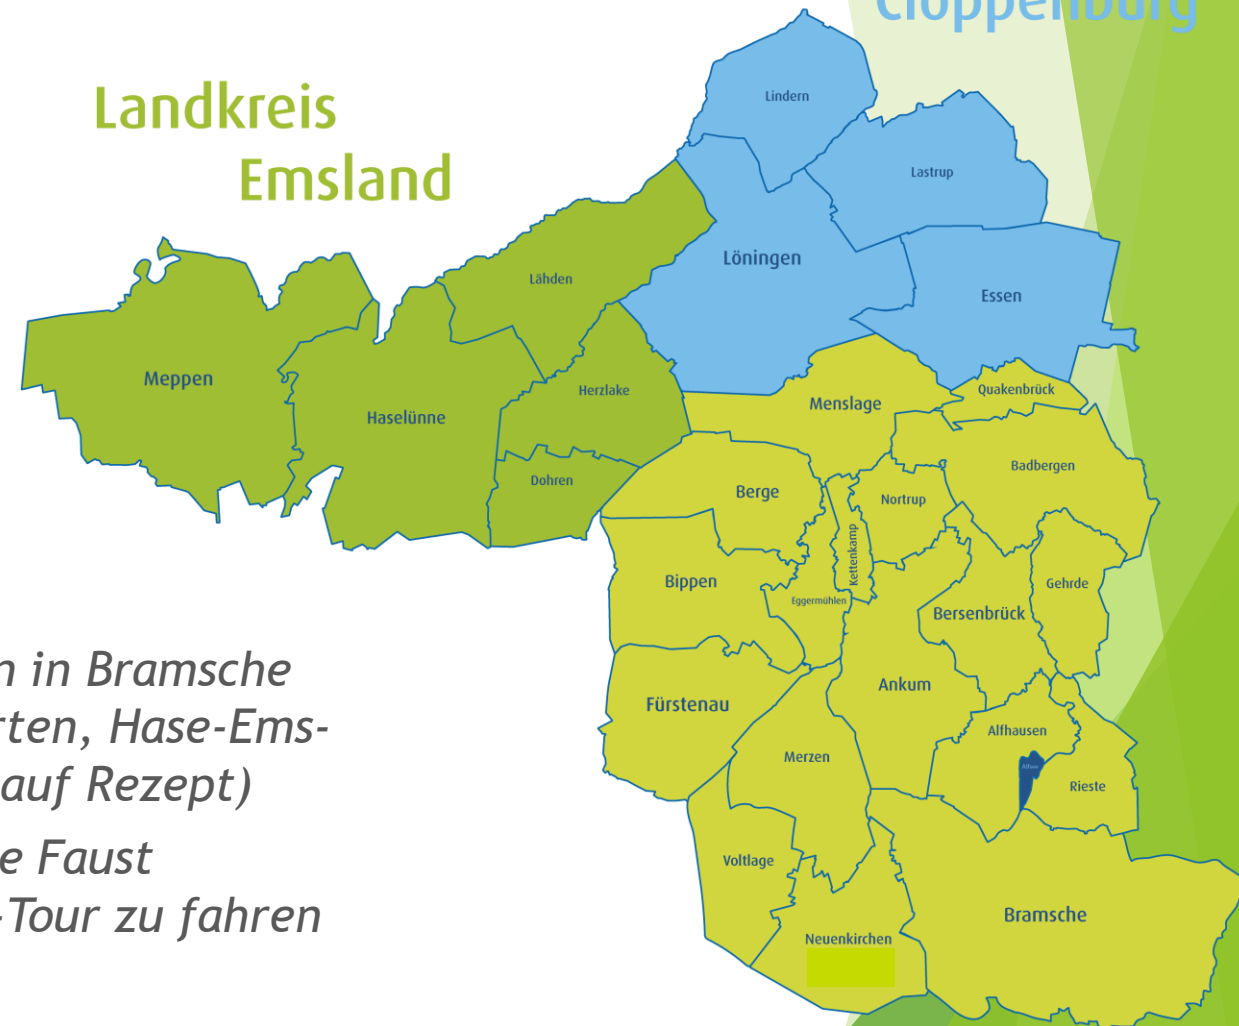 Cloppenburg
Landkreis
Emsland
Lindern
Lastrup
Löningen
Essen
Lähden
Meppen
Herzlake
Haselünne
Dohren
Menslage
Quakenbrück
Badbergen
Berge
Nortrup
Kettenkamp
Bippen
Eggermühlen
Gehrde
Bersenbrück
Ankum
Fürstenau
Alfhausen
Merzen
Alfsee
Rieste
Voltlage
Bramsche
Neuenkirchen
n in Bramsche
rten, Hase-Ems-
auf Rezept)
e Faust
-Tour zu fahren